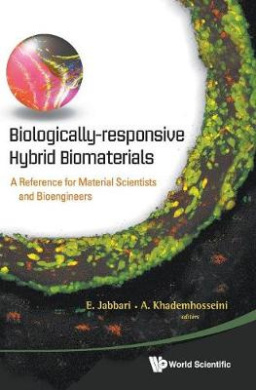 Biologically-responsive
Hybrid Biomaterials
A Reference for Material Scientists
and Bioengineers
E. Jabbari • A. Khademhosseini
editors
World Scientific